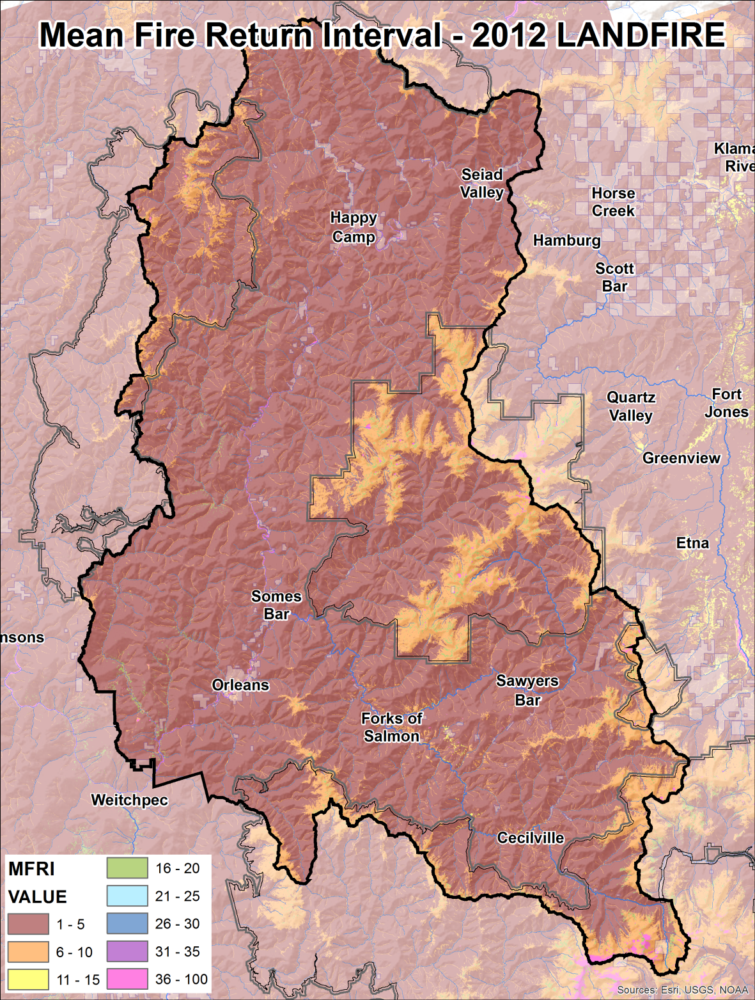 Mean Fire Return Interval - 2012 LANDFIRE
Klama
Rive
Seiad
Valley
Horse
Creek
Happy
Camp
Hamburg
Scott
Bar
Quartz
Valley
Fort
Jones
Greenview
Etna
Somes
Bar
nsons
Orleans
Sawyers
Bar
Forks of
Salmon
Weitchpec
Cecilville
MFRI
VALUE
1 - 5
6 - 10
11 - 15
16 - 20
21 - 25
26 - 30
31 - 35
36 - 100
Sources: Esri, USGS, NOAA